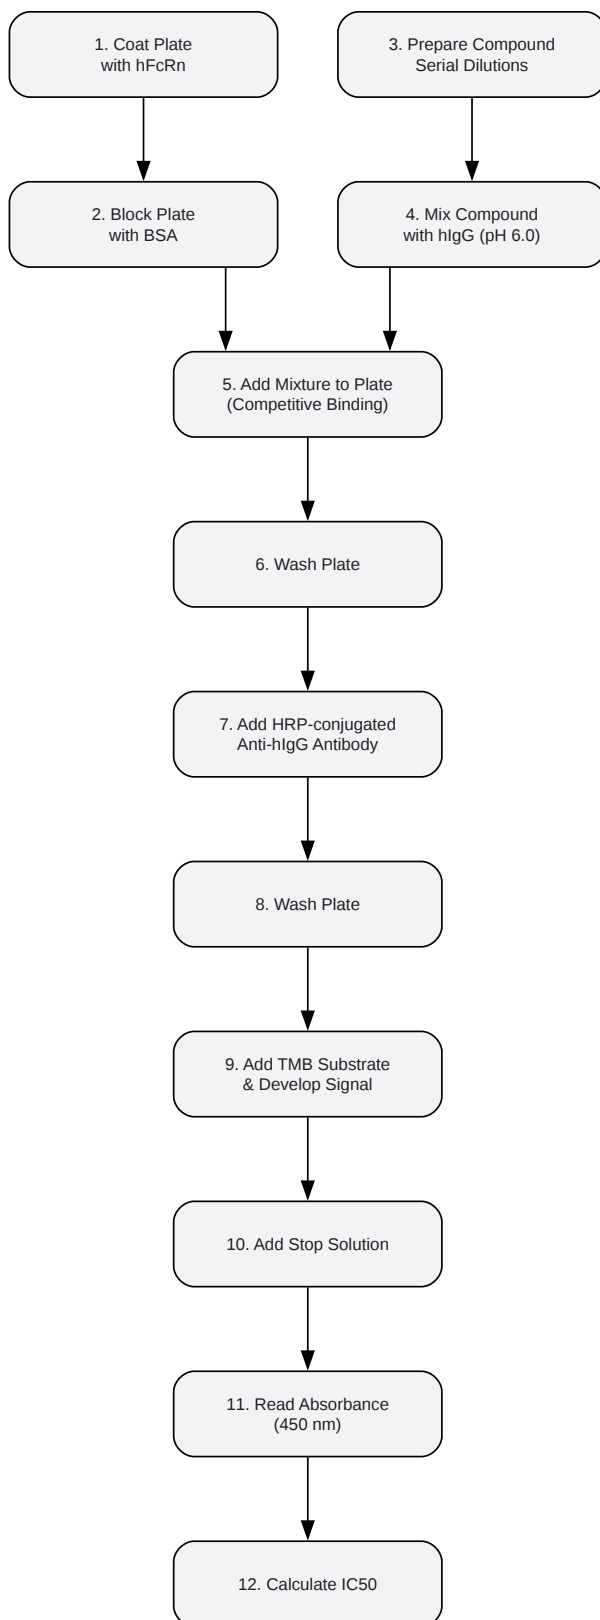 1. Coat Plate
with hFcRn
3. Prepare Compound
Serial Dilutions
2. Block Plate
with BSA
4. Mix Compound
with hIgG (pH 6.0)
5. Add Mixture to Plate
(Competitive Binding)
6. Wash Plate
7. Add HRP-conjugated
Anti-hIgG Antibody
8. Wash Plate
9. Add TMB Substrate
& Develop Signal
10. Add Stop Solution
11. Read Absorbance
(450 nm)
12. Calculate IC50